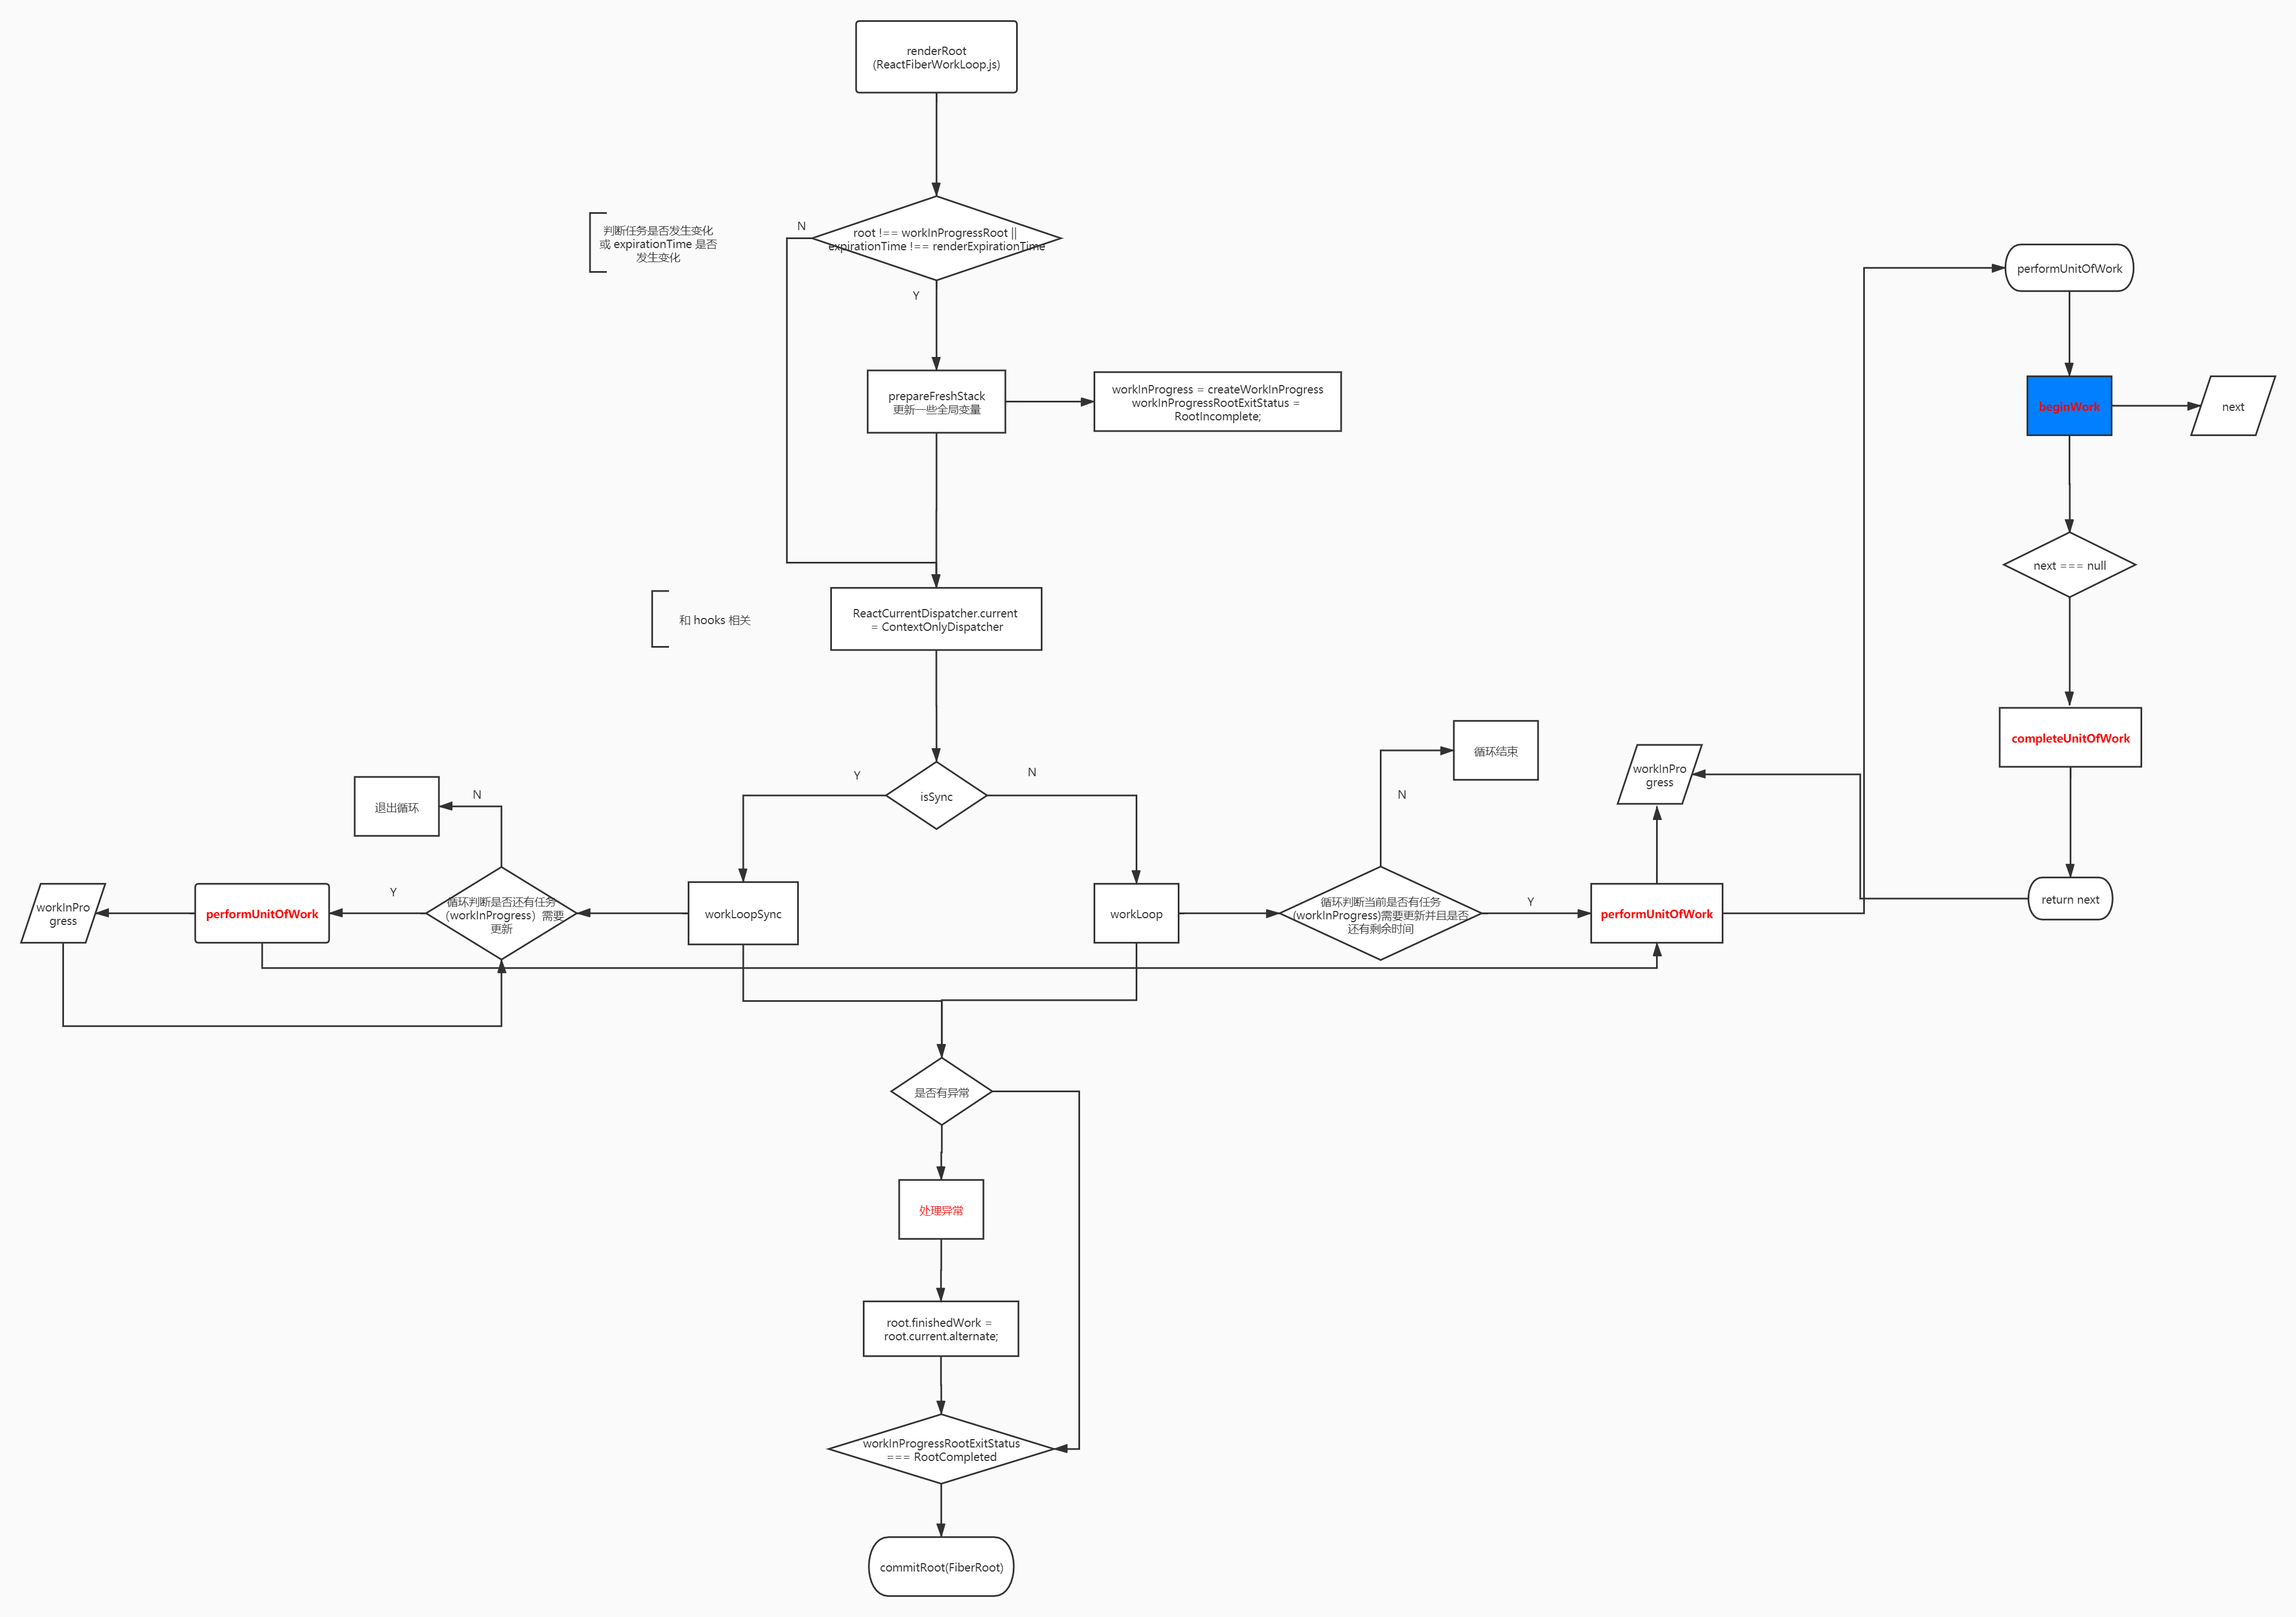 renderRoot
(ReactFiberWorkLoop.js)
N
root !== workInProgressRoot ||
expirationTime !== renderExpirationTime
判断任务是否发生变化
或 expirationTime 是否
发生变化
Y
prepareFreshStack
更新一些全局变量
workInProgress = createWorkInProgress
workInProgressRootExitStatus =
RootIncomplete;
ReactCurrentDispatcher.current
= ContextOnlyDispatcher
和 hooks 相关
Y
isSync
N
退出循环
N
workInPro
gress
performUnitOfWork
Y
循环判断是否还有任务
(workInProgress）需要
更新
workLoopSync
workLoop
循环判断当前是否有任务
(workInProgress)需要更新并且是否
还有剩余时间
N
循环结束
Y
performUnitOfWork
workInPro
gress
performUnitOfWork
beginWork
next
next === null
completeUnitOfWork
return next
是否有异常
处理异常
root.finishedWork =
root.current.alternate;
workInProgressRootExitStatus
=== RootCompleted
commitRoot(FiberRoot)